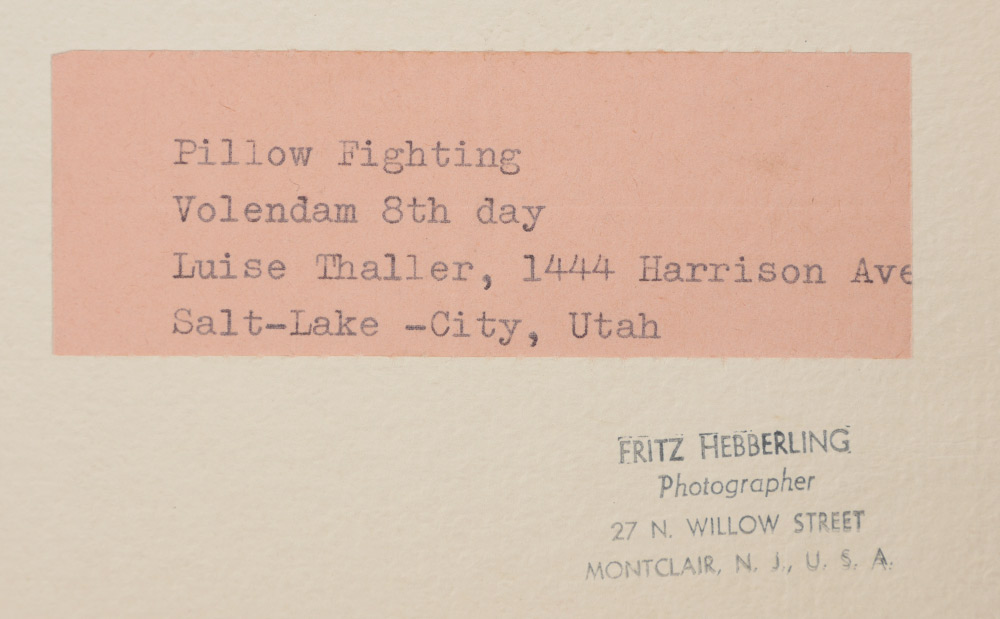 Pillow Fighting
Volendam 8th day
Luise Thaller, 1444 Harrison Ave
Salt-Lake -City, Utah
FRITZ HEBBERLING
Photographer
27 N. WILLOW STREET
MONTCLAIR, N. J., U. S. A.